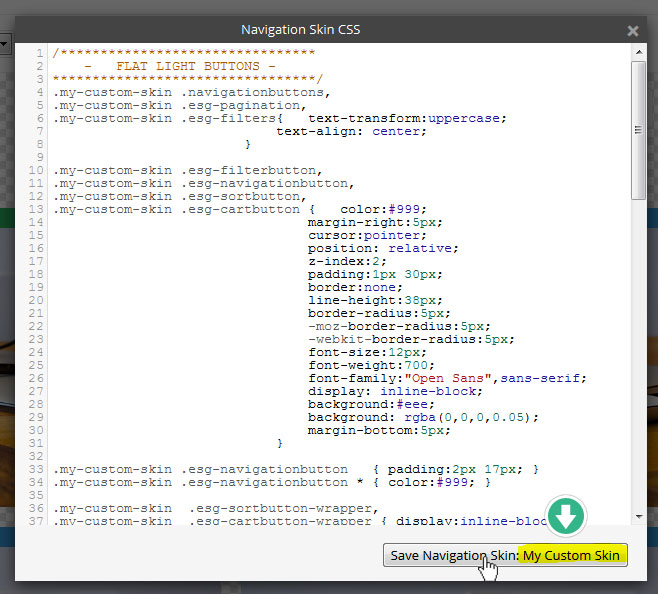 Navigation Skin CSS
1 /********************************
2 - FLAT LIGHT BUTTONS -
3 *********************************/
4 .my-custom-skin .navigationbuttons,
5 .my-custom-skin .esg-pagination,
6 .my-custom-skin .esg-filters{ text-transform:uppercase;
7 text-align: center;
8 }
9
10 .my-custom-skin .esg-filterbutton,
11 .my-custom-skin .esg-navigationbutton,
12 .my-custom-skin .esg-sortbutton,
13 .my-custom-skin .esg-cartbutton { color:#999;
14 margin-right:5px;
15 cursor:pointer;
16 position: relative;
17 z-index:2;
18 padding:1px 30px;
19 border:none;
20 line-height:38px;
21 border-radius:5px;
22 -moz-border-radius:5px;
23 -webkit-border-radius:5px;
24 font-size:12px;
25 font-weight:700;
26 font-family:"Open Sans",sans-serif;
27 display: inline-block;
28 background:#eee;
29 background: rgba(0,0,0,0.05);
30 margin-bottom:5px;
31 }
32
33 .my-custom-skin .esg-navigationbutton { padding:2px 17px; }
34 .my-custom-skin .esg-navigationbutton * { color:#999; }
35
36 .my-custom-skin .esg-sortbutton-wrapper,
37 .my-custom-skin .esg-cartbutton-wrapper { display:inline-bloc
Save Navigation Skin: My Custom Skin